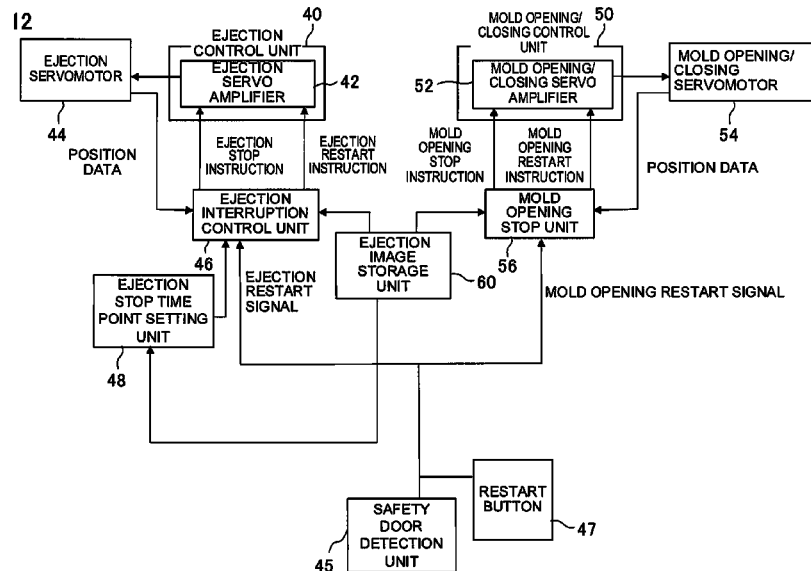 12
EJECTION
SERVOMOTOR
44
EJECTION
CONTROL UNIT
40
EJECTION
SERVO
AMPLIFIER
42
MOLD OPENING/
CLOSING CONTROL
UNIT
50
52
MOLD OPENING/
CLOSING SERVO
AMPLIFIER
MOLD OPENING/
CLOSING
SERVOMOTOR
54
POSITION
DATA
EJECTION
STOP
INSTRUCTION
EJECTION
RESTART
INSTRUCTION
MOLD
OPENING
STOP
INSTRUCTION
MOLD
OPENING
RESTART
INSTRUCTION
POSITION DATA
EJECTION
INTERRUPTION
CONTROL UNIT
46
MOLD
OPENING
STOP UNIT
56
EJECTION
IMAGE
STORAGE
UNIT
60
EJECTION
STOP TIME
POINT SETTING
UNIT
48
EJECTION
RESTART
SIGNAL
MOLD OPENING RESTART SIGNAL
SAFETY
DOOR
DETECTION
UNIT
45
RESTART
BUTTON
47